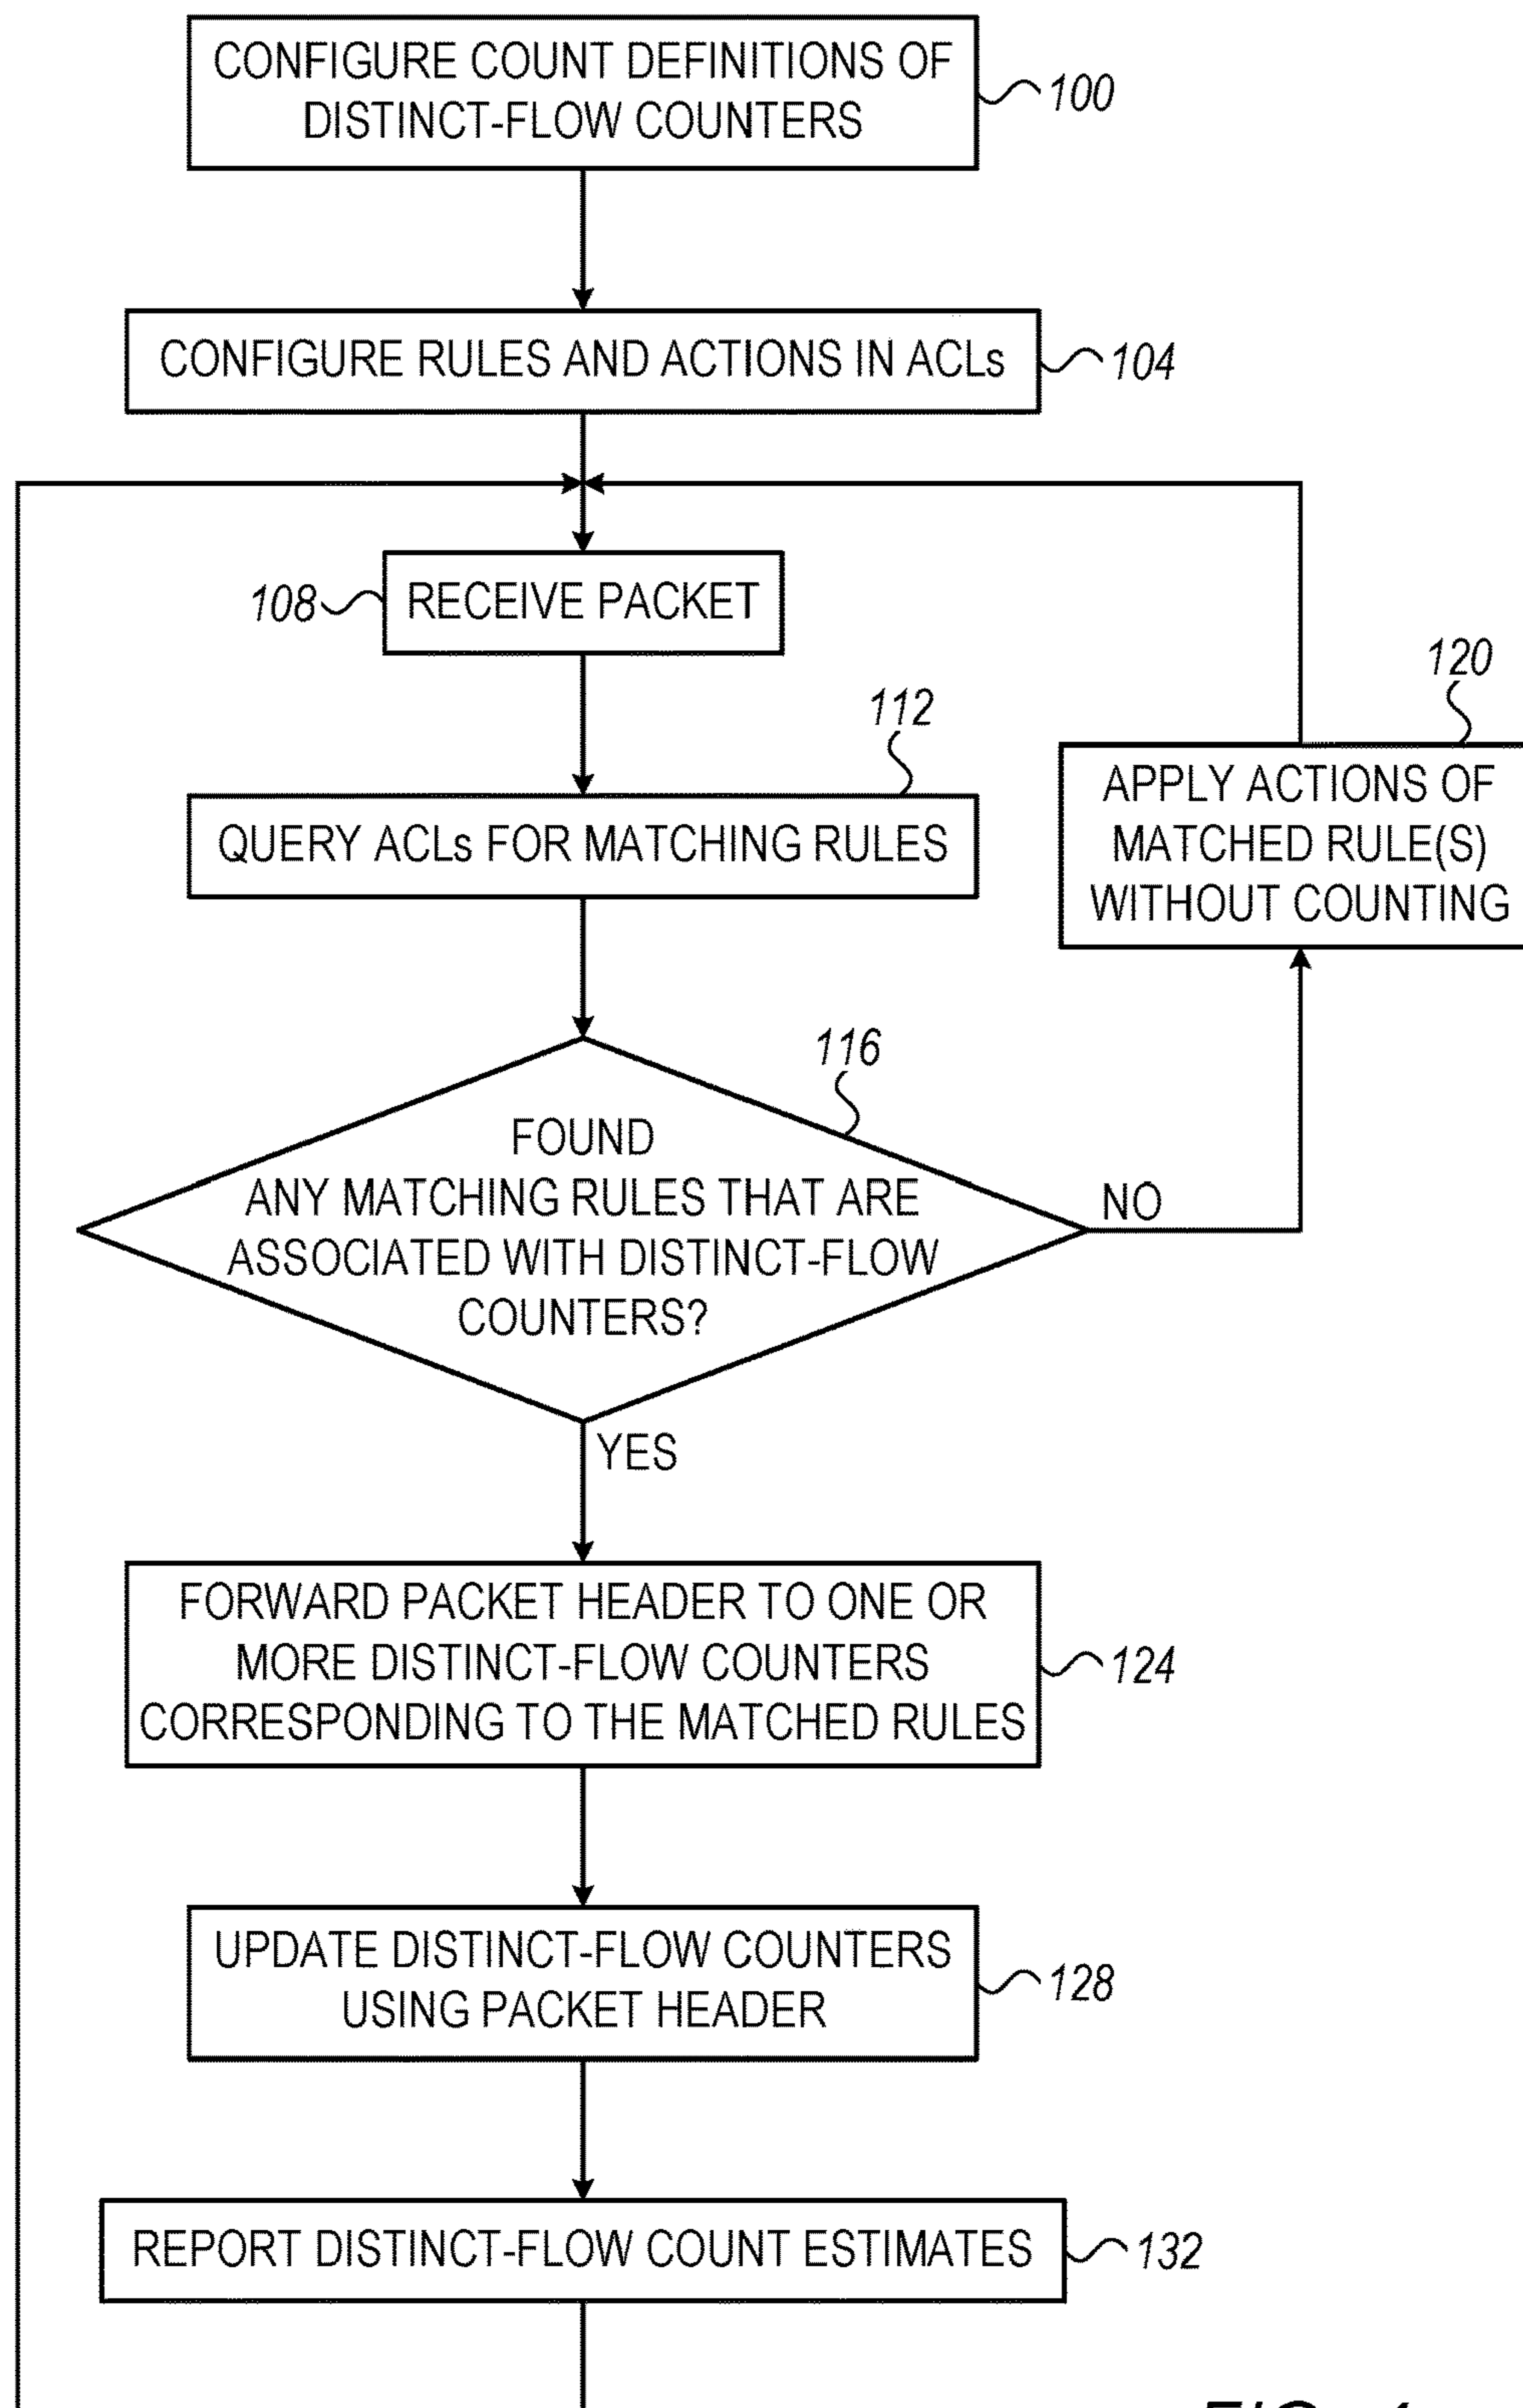 CONFIGURE COUNT DEFINITIONS OF
DISTINCT-FLOW COUNTERS
100
CONFIGURE RULES AND ACTIONS IN ACLs
104
108
RECEIVE PACKET
112
QUERY ACLs FOR MATCHING RULES
120
APPLY ACTIONS OF
MATCHED RULE(S)
WITHOUT COUNTING
116
FOUND
ANY MATCHING RULES THAT ARE
ASSOCIATED WITH DISTINCT-FLOW
COUNTERS?
NO
YES
FORWARD PACKET HEADER TO ONE OR
MORE DISTINCT-FLOW COUNTERS
CORRESPONDING TO THE MATCHED RULES
124
UPDATE DISTINCT-FLOW COUNTERS
USING PACKET HEADER
128
REPORT DISTINCT-FLOW COUNT ESTIMATES
132